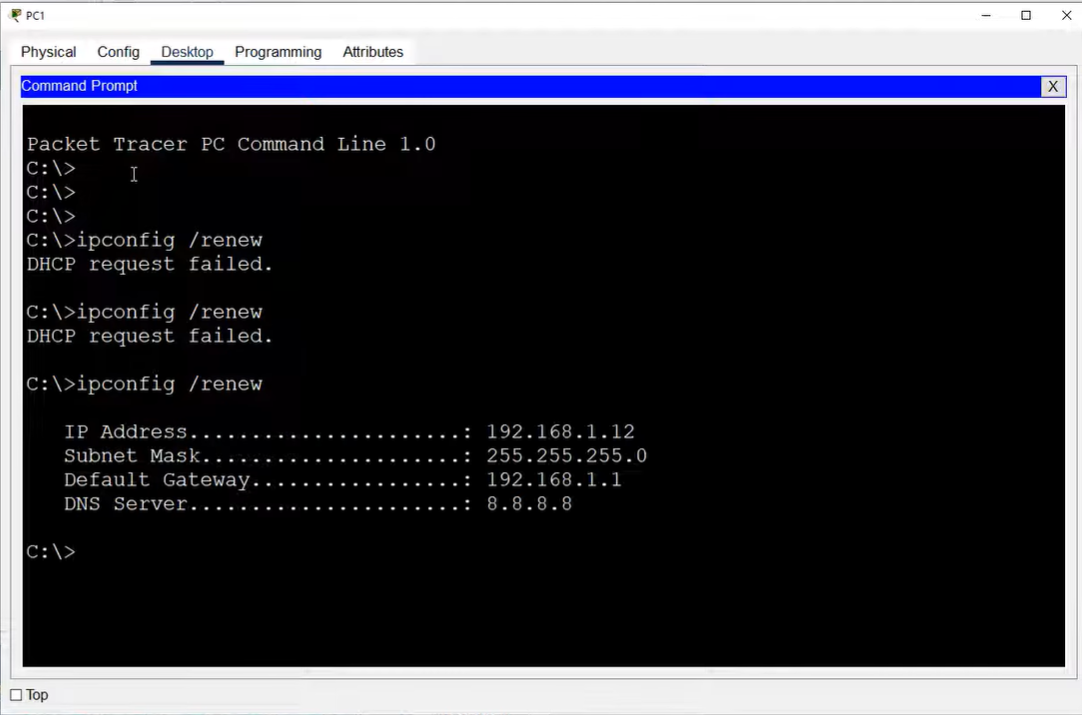 PC1
Physical Config Desktop Programming Attributes
Command Prompt
X
Packet Tracer PC Command Line 1.0
C:\>
C:\>
C:\>
C:\>ipconfig /renew
DHCP request failed.
C:\>ipconfig /renew
DHCP request failed.
C:\>ipconfig /renew
IP Address......................: 192.168.1.12
Subnet Mask.....................: 255.255.255.0
Default Gateway.................: 192.168.1.1
DNS Server......................: 8.8.8.8
C:\>
Top